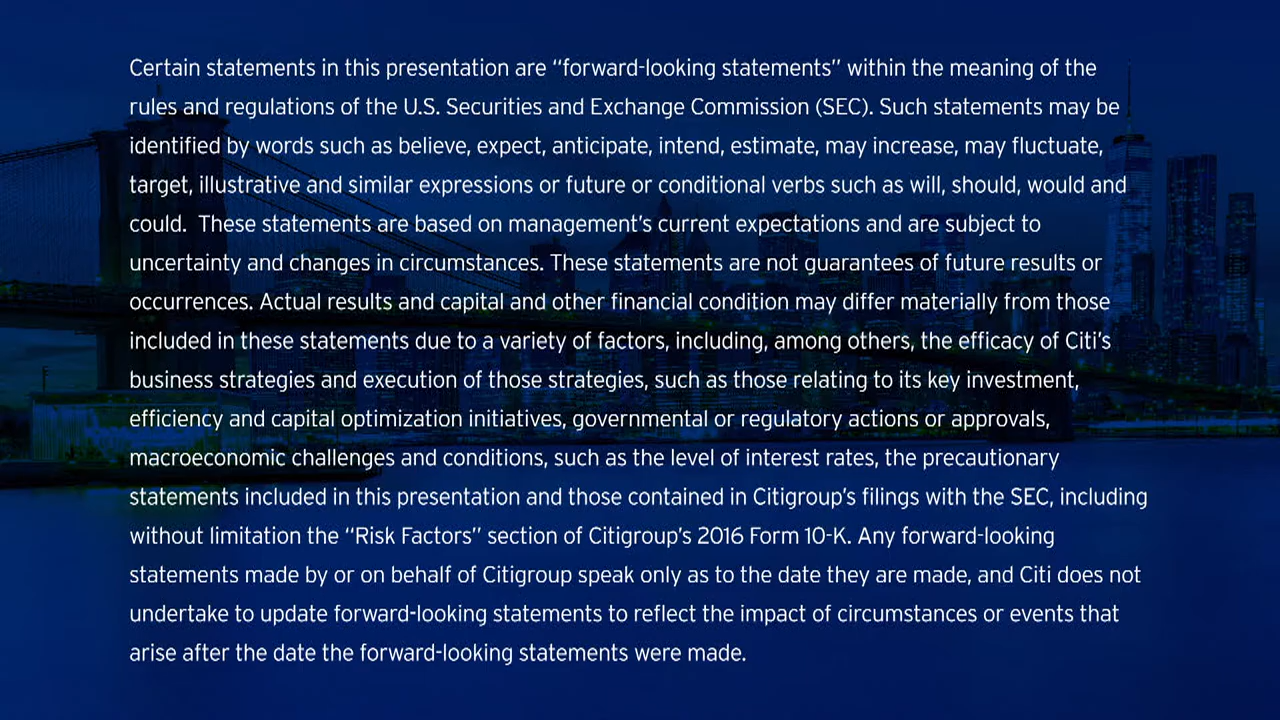 Certain statements in this presentation are “forward-looking statements” within the meaning of the
rules and regulations of the U.S. Securities and Exchange Commission (SEC). Such statements may be
identified by words such as believe, expect, anticipate, intend, estimate, may increase, may fluctuate,
target, illustrative and similar expressions or future or conditional verbs such as will, should, would and
could.  These statements are based on management’s current expectations and are subject to
uncertainty and changes in circumstances. These statements are not guarantees of future results or
occurrences. Actual results and capital and other financial condition may differ materially from those
included in these statements due to a variety of factors, including, among others, the efficacy of Citi’s
business strategies and execution of those strategies, such as those relating to its key investment,
efficiency and capital optimization initiatives, governmental or regulatory actions or approvals,
macroeconomic challenges and conditions, such as the level of interest rates, the precautionary
statements included in this presentation and those contained in Citigroup’s filings with the SEC, including
without limitation the “Risk Factors” section of Citigroup’s 2016 Form 10-K. Any forward-looking
statements made by or on behalf of Citigroup speak only as to the date they are made, and Citi does not
undertake to update forward-looking statements to reflect the impact of circumstances or events that
arise after the date the forward-looking statements were made.